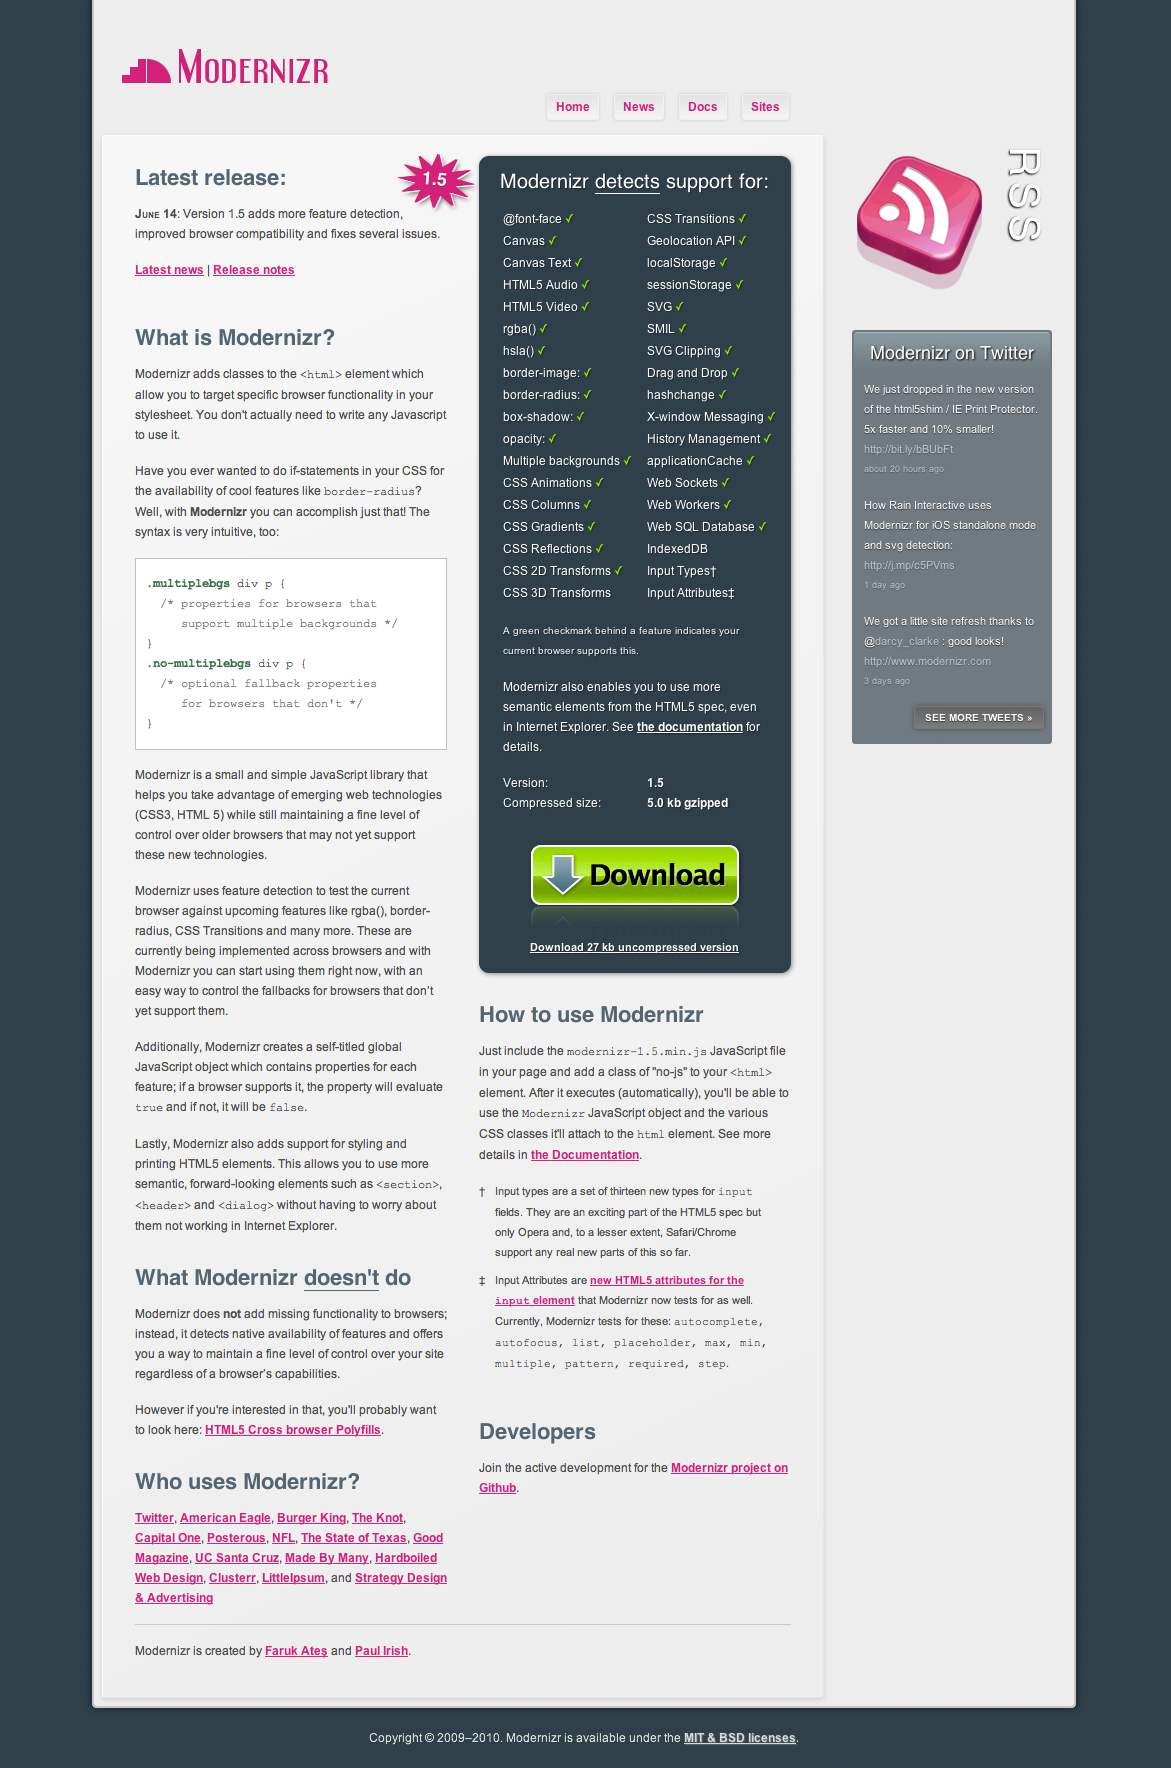 MODERNIZR
Home
News
Docs
Sites
Latest release:
1.5
JUNE 14: Version 1.5 adds more feature detection,
improved browser compatibility and fixes several issues.
Latest news | Release notes
What is Modernizr?
Modernizr adds classes to the <html> element which
allow you to target specific browser functionality in your
stylesheet. You don't actually need to write any Javascript
to use it.
Have you ever wanted to do if-statements in your CSS for
the availability of cool features like border-radius?
Well, with Modernizr you can accomplish just that! The
syntax is very intuitive, too:
.multiplebgs div p {
/* properties for browsers that
support multiple backgrounds */
}
.no-multiplebgs div p {
/* optional fallback properties
for browsers that don't */
}
Modernizr is a small and simple JavaScript library that
helps you take advantage of emerging web technologies
(CSS3, HTML 5) while still maintaining a fine level of
control over older browsers that may not yet support
these new technologies.
Modernizr uses feature detection to test the current
browser against upcoming features like rgba(), border-
radius, CSS Transitions and many more. These are
currently being implemented across browsers and with
Modernizr you can start using them right now, with an
easy way to control the fallbacks for browsers that don't
yet support them.
Additionally, Modernizr creates a self-titled global
JavaScript object which contains properties for each
feature; if a browser supports it, the property will evaluate
true and if not, it will be false.
Lastly, Modernizr also adds support for styling and
printing HTML5 elements. This allows you to use more
semantic, forward-looking elements such as <section>,
<header> and <dialog> without having to worry about
them not working in Internet Explorer.
What Modernizr doesn't do
Modernizr does not add missing functionality to browsers;
instead, it detects native availability of features and offers
you a way to maintain a fine level of control over your site
regardless of a browser's capabilities.
However if you're interested in that, you'll probably want
to look here: HTML5 Cross browser Polyfills.
Who uses Modernizr?
Twitter, American Eagle, Burger King, The Knot,
Capital One, Posterous, NFL, The State of Texas, Good
Magazine, UC Santa Cruz, Made By Many, Hardboiled
Web Design, Clusterr, LittleIpsum, and Strategy Design
& Advertising
Modernizr detects support for:
@font-face ✓
Canvas ✓
Canvas Text ✓
HTML5 Audio ✓
HTML5 Video ✓
rgba() ✓
hsla() ✓
border-image: ✓
border-radius: ✓
box-shadow: ✓
opacity: ✓
Multiple backgrounds ✓
CSS Animations ✓
CSS Columns ✓
CSS Gradients ✓
CSS Reflections ✓
CSS 2D Transforms ✓
CSS 3D Transforms
CSS Transitions ✓
Geolocation API ✓
localStorage ✓
sessionStorage ✓
SVG ✓
SMIL ✓
SVG Clipping ✓
Drag and Drop ✓
hashchange ✓
X-window Messaging ✓
History Management ✓
applicationCache ✓
Web Sockets ✓
Web Workers ✓
Web SQL Database ✓
IndexedDB
Input Types†
Input Attributes‡
A green checkmark behind a feature indicates your
current browser supports this.
Modernizr also enables you to use more
semantic elements from the HTML5 spec, even
in Internet Explorer. See the documentation for
details.
Version: 1.5
Compressed size: 5.0 kb gzipped
Download
Download 27 kb uncompressed version
How to use Modernizr
Just include the modernizr-1.5.min.js JavaScript file
in your page and add a class of "no-js" to your <html>
element. After it executes (automatically), you'll be able to
use the Modernizr JavaScript object and the various
CSS classes it'll attach to the html element. See more
details in the Documentation.
† Input types are a set of thirteen new types for input
fields. They are an exciting part of the HTML5 spec but
only Opera and, to a lesser extent, Safari/Chrome
support any real new parts of this so far.
‡ Input Attributes are new HTML5 attributes for the
input element that Modernizr now tests for as well.
Currently, Modernizr tests for these: autocomplete,
autofocus, list, placeholder, max, min,
multiple, pattern, required, step.
Developers
Join the active development for the Modernizr project on
Github.
Modernizr is created by Faruk Ateş and Paul Irish.
RSS
Modernizr on Twitter
We just dropped in the new version
of the html5shim / IE Print Protector.
5x faster and 10% smaller!
http://bit.ly/bBUbFt
about 20 hours ago
How Rain Interactive uses
Modernizr for iOS standalone mode
and svg detection:
http://j.mp/c5PVms
1 day ago
We got a little site refresh thanks to
@darcy_clarke : good looks!
http://www.modernizr.com
3 days ago
SEE MORE TWEETS »
Copyright © 2009–2010. Modernizr is available under the MIT & BSD licenses.